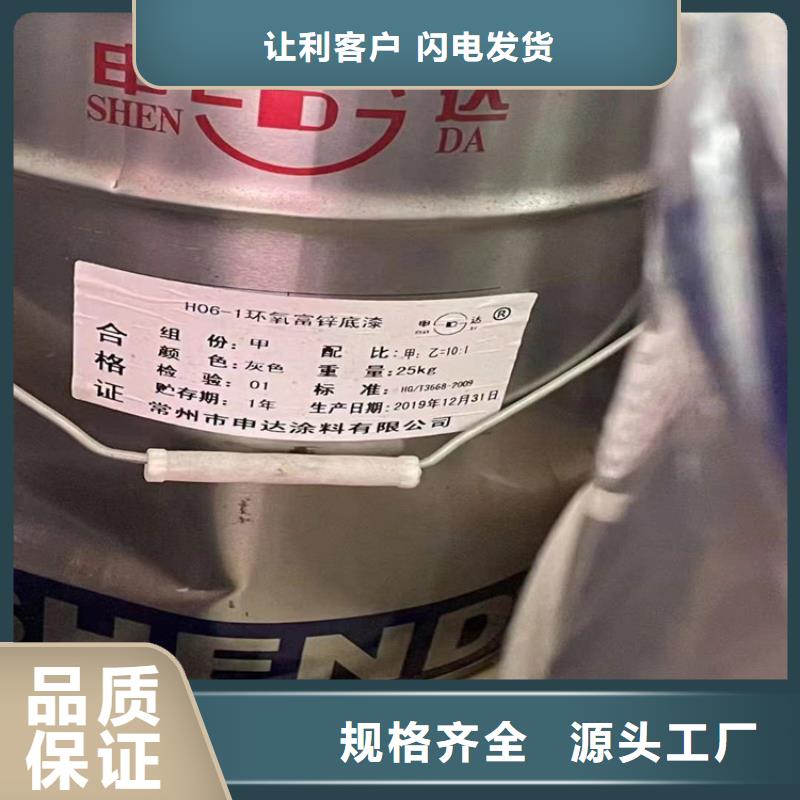 让利客户 闪电发货
申 达
SHEN DA
H06-1环氧富锌底漆
申 达 ®
合格证
组 份:甲 配 比:甲:乙=10:1
颜 色:灰色 重 量:25kg
检 验:01 标 准:HG/T3668-2009
贮存期:1年 生产日期:2019年12月31日
常州市申达涂料有限公司
SHEND
品质
保证
规格齐全 源头工厂